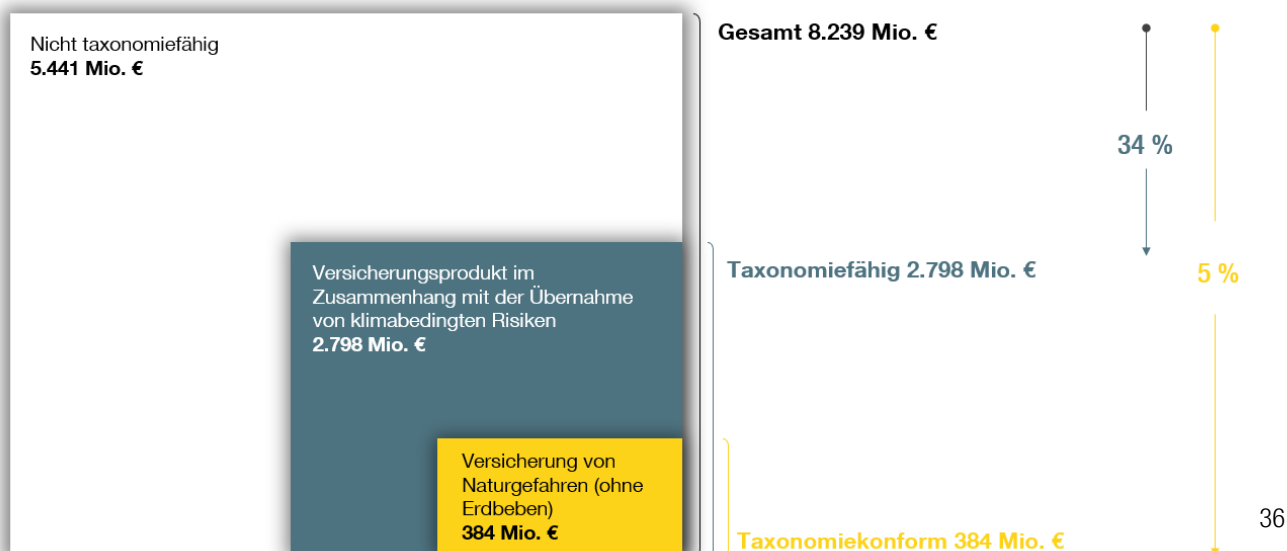 Nicht taxonomiefähig
5.441 Mio. €
Gesamt 8.239 Mio. €
34 %
Versicherungsprodukt im
Zusammenhang mit der Übernahme
von klimabedingten Risiken
2.798 Mio. €
Taxonomiefähig 2.798 Mio. €
5 %
Versicherung von
Naturgefahren (ohne
Erdbeben)
384 Mio. €
Taxonomiekonform 384 Mio. €
36